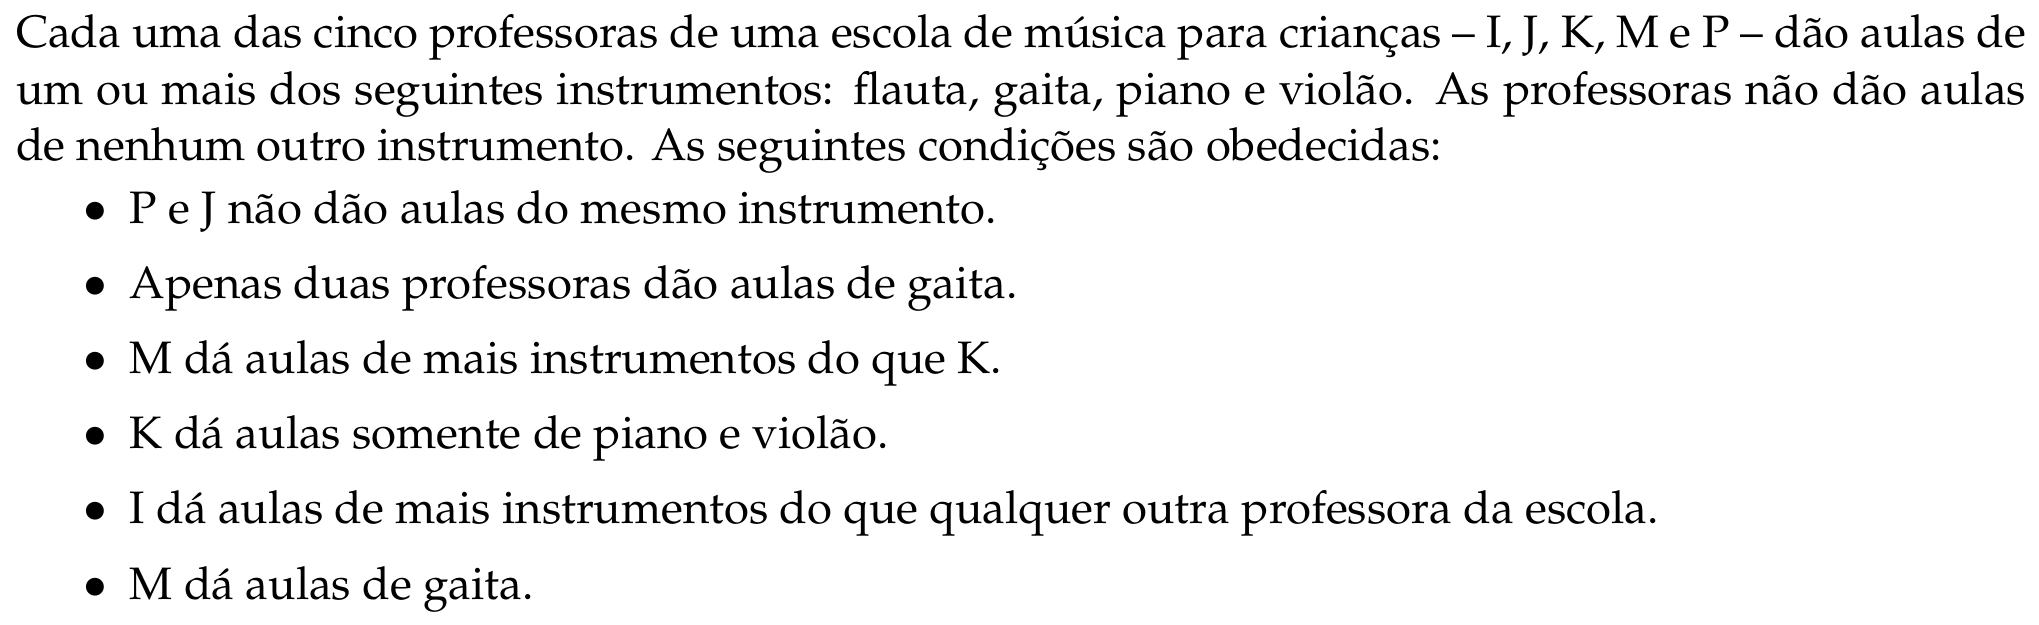 Cada uma das cinco professoras de uma escola de música para crianças – I, J, K, M e P – dão aulas de
um ou mais dos seguintes instrumentos: flauta, gaita, piano e violão. As professoras não dão aulas
de nenhum outro instrumento. As seguintes condições são obedecidas:
• P e J não dão aulas do mesmo instrumento.
• Apenas duas professoras dão aulas de gaita.
• M dá aulas de mais instrumentos do que K.
• K dá aulas somente de piano e violão.
• I dá aulas de mais instrumentos do que qualquer outra professora da escola.
• M dá aulas de gaita.